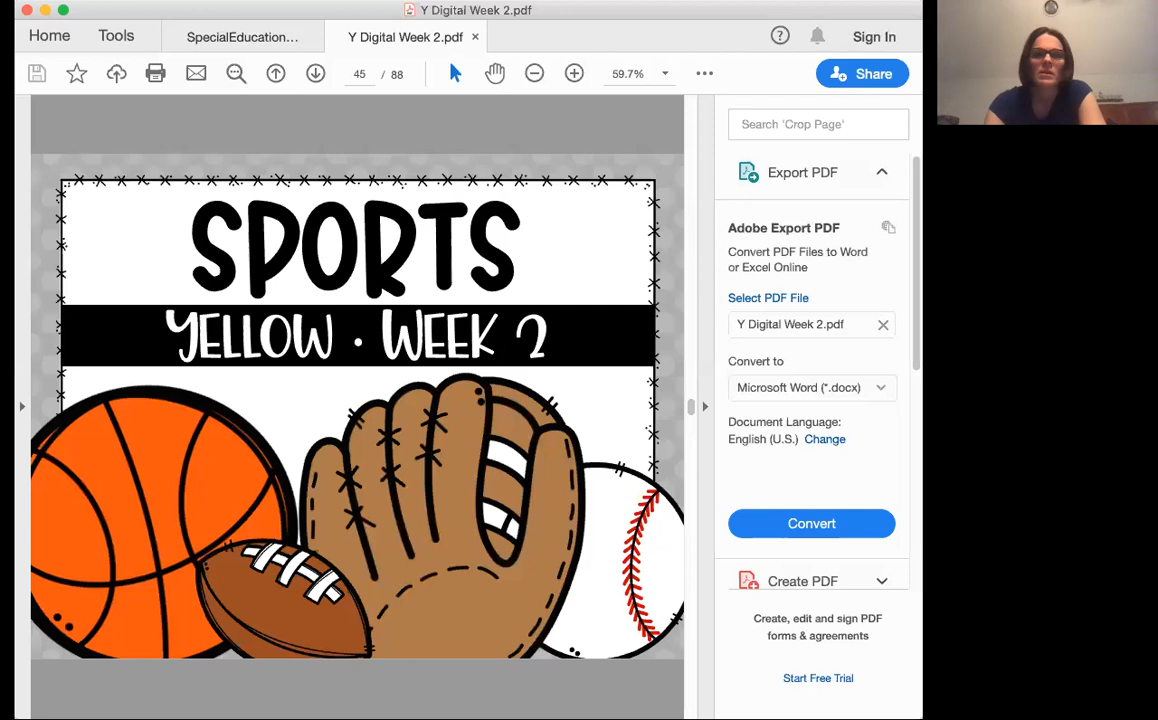 Y Digital Week 2.pdf
Home Tools SpecialEducation... Y Digital Week 2.pdf × Sign In
45 / 88 59.7% Share
Search 'Crop Page'
Export PDF
SPORTS
YELLOW · WEEK 2
Adobe Export PDF
Convert PDF Files to Word
or Excel Online
Select PDF File
Y Digital Week 2.pdf
Convert to
Microsoft Word (*.docx)
Document Language:
English (U.S.) Change
Convert
Create PDF
Create, edit and sign PDF
forms & agreements
Start Free Trial